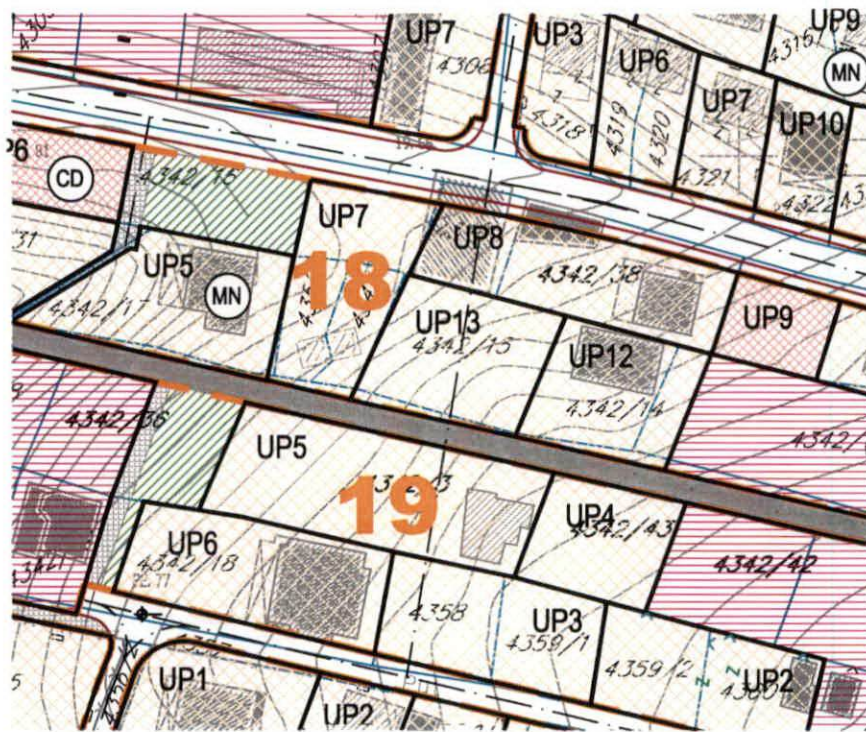 UP7
UP3
UP9
4308
UP6
MN
4318
4319
4320
UP7
4321
UP10
4322
CD
4342/15
UP7
UP5
18
UP8
MN
4342/17
4342/38
UP9
UP13
4342/15
UP12
4342/14
4342/36
UP5
19
UP4
4342/43
4342/42
UP6
4342/18
4358
UP3
4359/1
4359/2
UP2
UP1
UP2